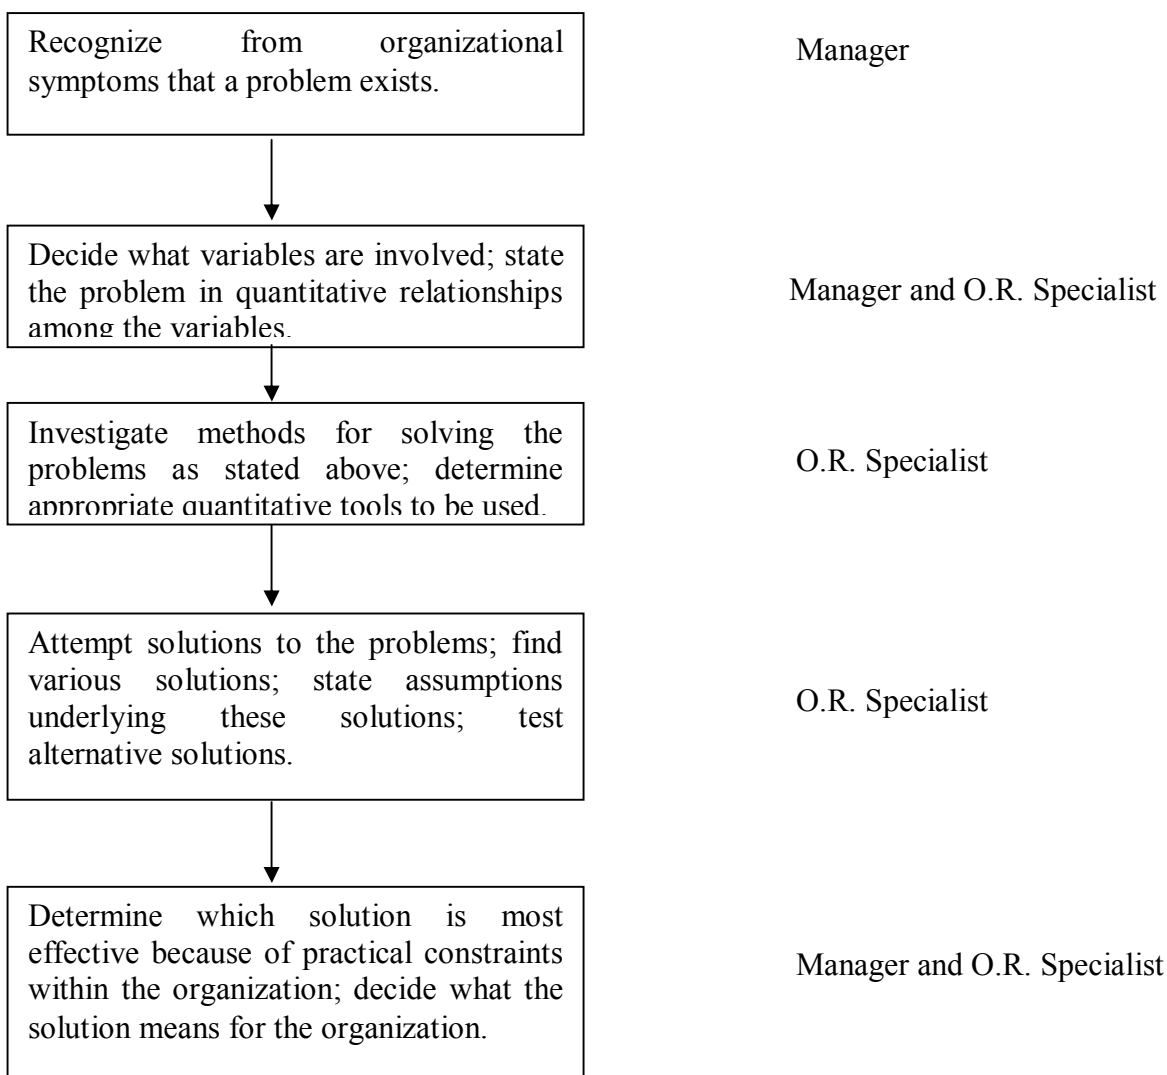 Recognize from organizational
symptoms that a problem exists.
Manager
Decide what variables are involved; state
the problem in quantitative relationships
among the variables.
Manager and O.R. Specialist
Investigate methods for solving the
problems as stated above; determine
appropriate quantitative tools to be used.
O.R. Specialist
Attempt solutions to the problems; find
various solutions; state assumptions
underlying these solutions; test
alternative solutions.
O.R. Specialist
Determine which solution is most
effective because of practical constraints
within the organization; decide what the
solution means for the organization.
Manager and O.R. Specialist